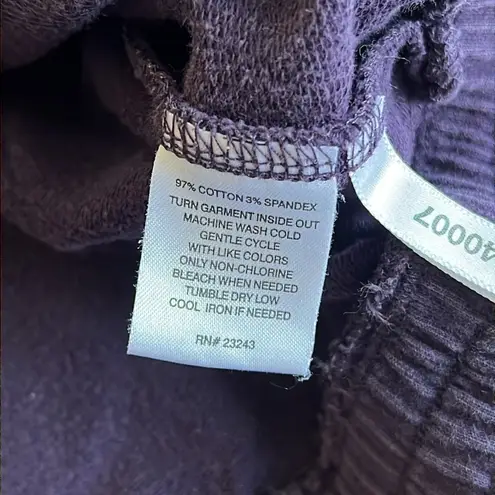 97% COTTON 3% SPANDEX
TURN GARMENT INSIDE OUT
MACHINE WASH COLD
GENTLE CYCLE
WITH LIKE COLORS
ONLY NON-CHLORINE
BLEACH WHEN NEEDED
TUMBLE DRY LOW
COOL IRON IF NEEDED
RN# 23243
40007